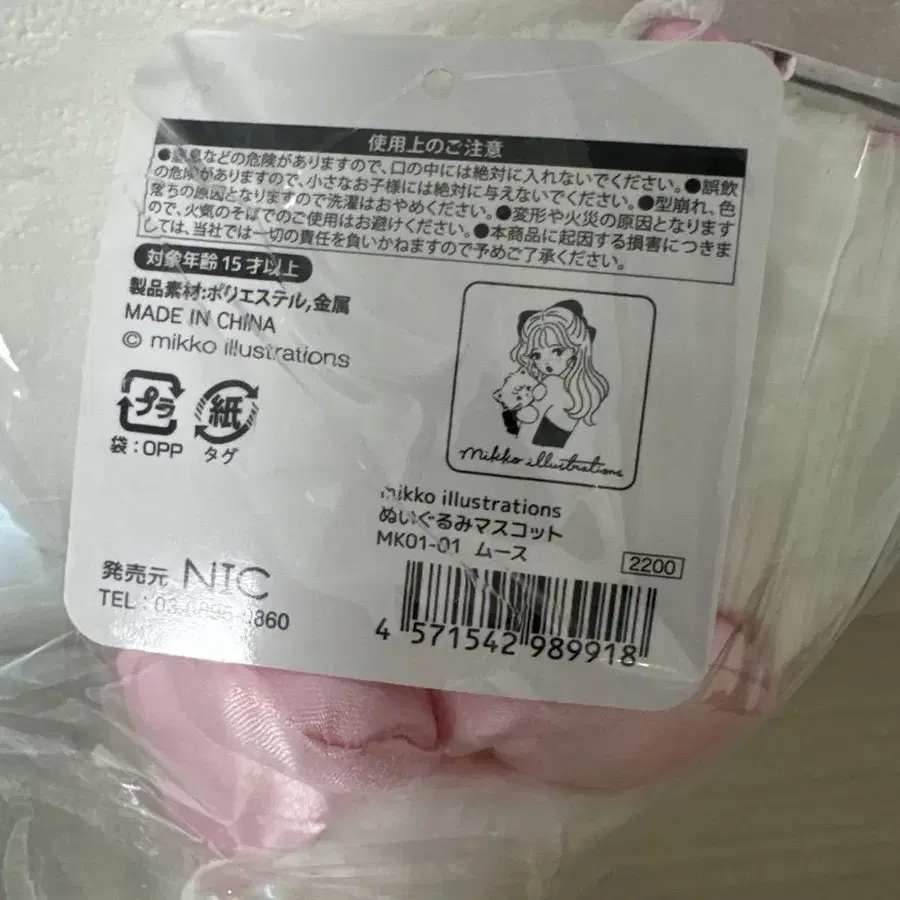 使用上のご注意
などの危険がありますので、口の中には絶対に入れないでください。●誤飲
の危険がありますので、小さなお子様には絶対に与えないでください。●型崩れ、色
落ちの原因となりますので洗濯はおやめください。●変形や火災の原因となります
ので、火気のそばでのご使用はお避けください。●本商品に起因する損害につきま
しては、当社では一切の責任を負いかねますので予めご了承ください。
対象年齢15才以上
製品素材:ポリエステル,金属
MADE IN CHINA
© mikko illustrations
プラ
紙
袋:OPP タグ
mikko illustrations
mikko illustrations
ぬいぐるみマスコット
MK01-01 ムース
2200
発売元 NIC
TEL:
4 571542 989918